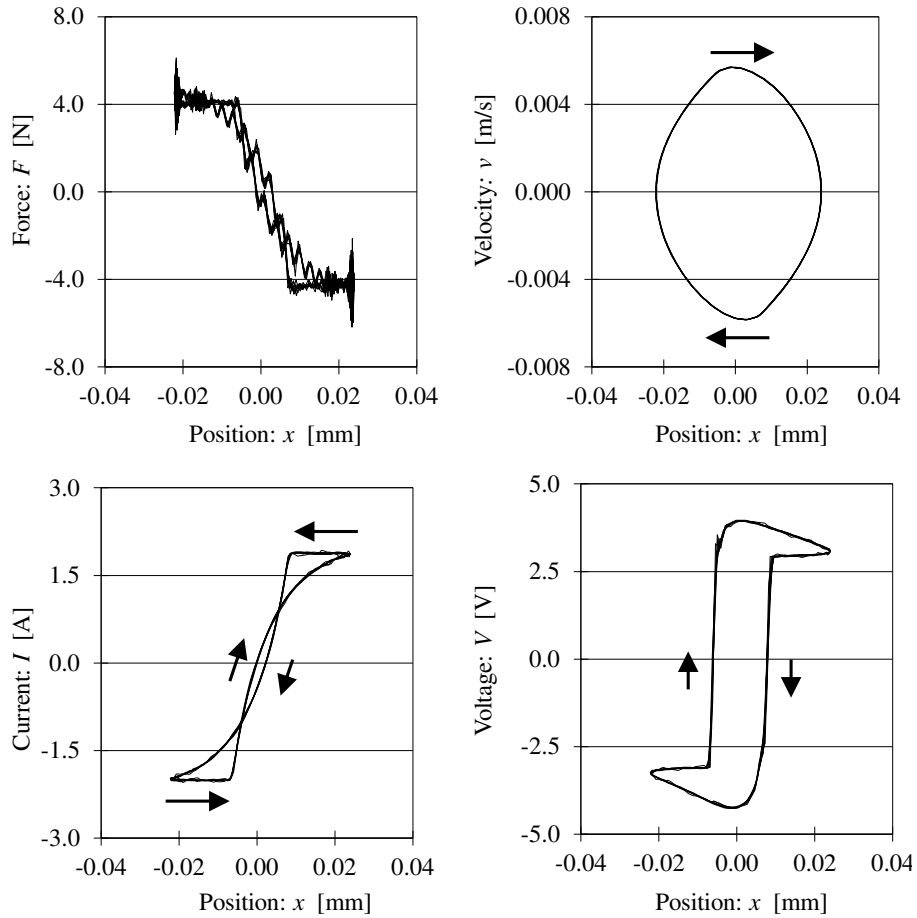 8.0
4.0
0.0
-4.0
-8.0
-0.04 -0.02 0.00 0.02 0.04
Force: F [N]
Position: x [mm]
0.008
0.004
0.000
-0.004
-0.008
-0.04 -0.02 0.00 0.02 0.04
Velocity: v [m/s]
Position: x [mm]
3.0
1.5
0.0
-1.5
-3.0
-0.04 -0.02 0.00 0.02 0.04
Current: I [A]
Position: x [mm]
5.0
2.5
0.0
-2.5
-5.0
-0.04 -0.02 0.00 0.02 0.04
Voltage: V [V]
Position: x [mm]